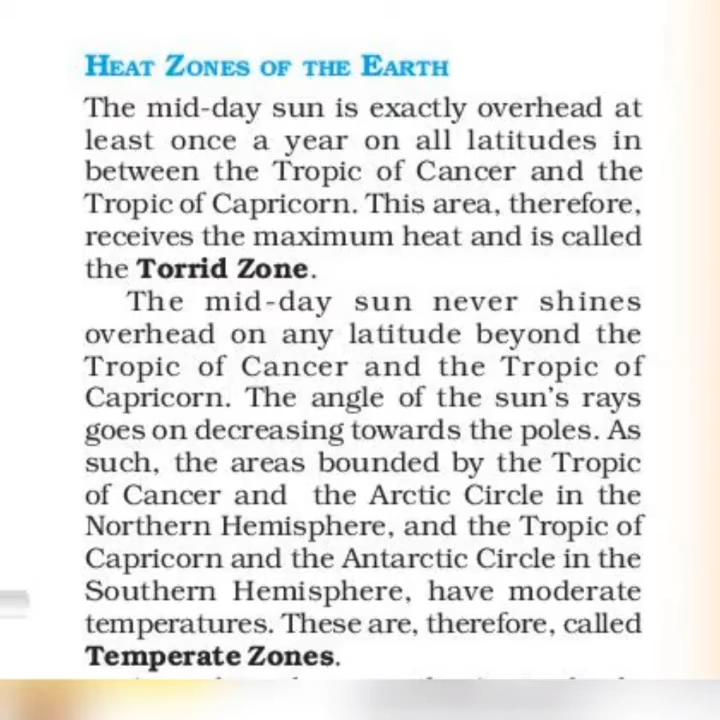 HEAT ZONES OF THE EARTH
The mid-day sun is exactly overhead at
least once a year on all latitudes in
between the Tropic of Cancer and the
Tropic of Capricorn. This area, therefore,
receives the maximum heat and is called
the Torrid Zone.
The mid-day sun never shines
overhead on any latitude beyond the
Tropic of Cancer and the Tropic of
Capricorn. The angle of the sun's rays
goes on decreasing towards the poles. As
such, the areas bounded by the Tropic
of Cancer and the Arctic Circle in the
Northern Hemisphere, and the Tropic of
Capricorn and the Antarctic Circle in the
Southern Hemisphere, have moderate
temperatures. These are, therefore, called
Temperate Zones.